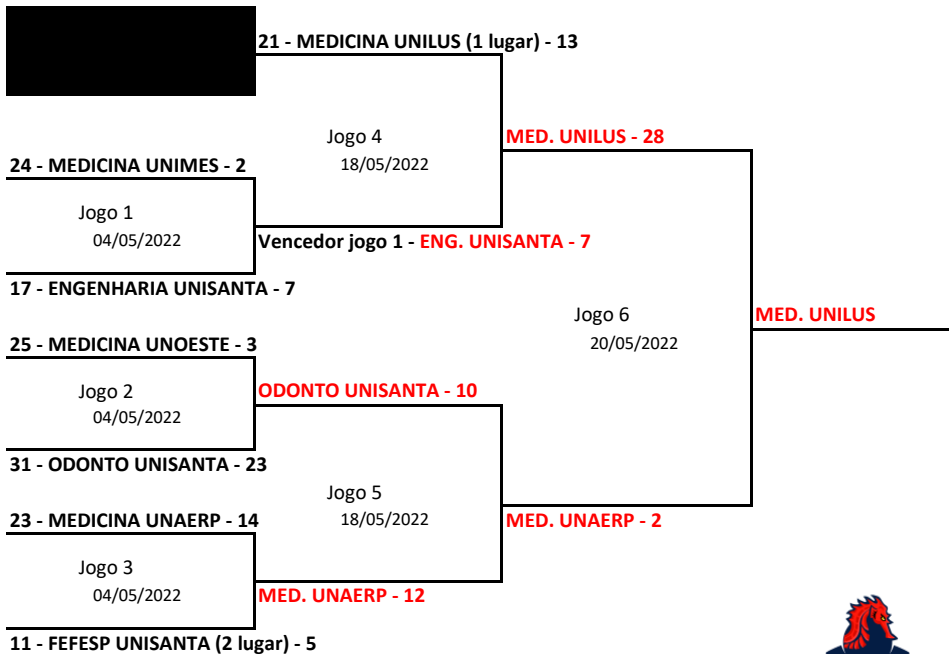 21 - MEDICINA UNILUS (1 lugar) - 13
Jogo 4
18/05/2022
MED. UNILUS - 28
24 - MEDICINA UNIMES - 2
Jogo 1
04/05/2022
Vencedor jogo 1 - ENG. UNISANTA - 7
17 - ENGENHARIA UNISANTA - 7
Jogo 6
20/05/2022
MED. UNILUS
25 - MEDICINA UNOESTE - 3
Jogo 2
04/05/2022
ODONTO UNISANTA - 10
31 - ODONTO UNISANTA - 23
Jogo 5
18/05/2022
23 - MEDICINA UNAERP - 14
MED. UNAERP - 2
Jogo 3
04/05/2022
MED. UNAERP - 12
11 - FEFESP UNISANTA (2 lugar) - 5